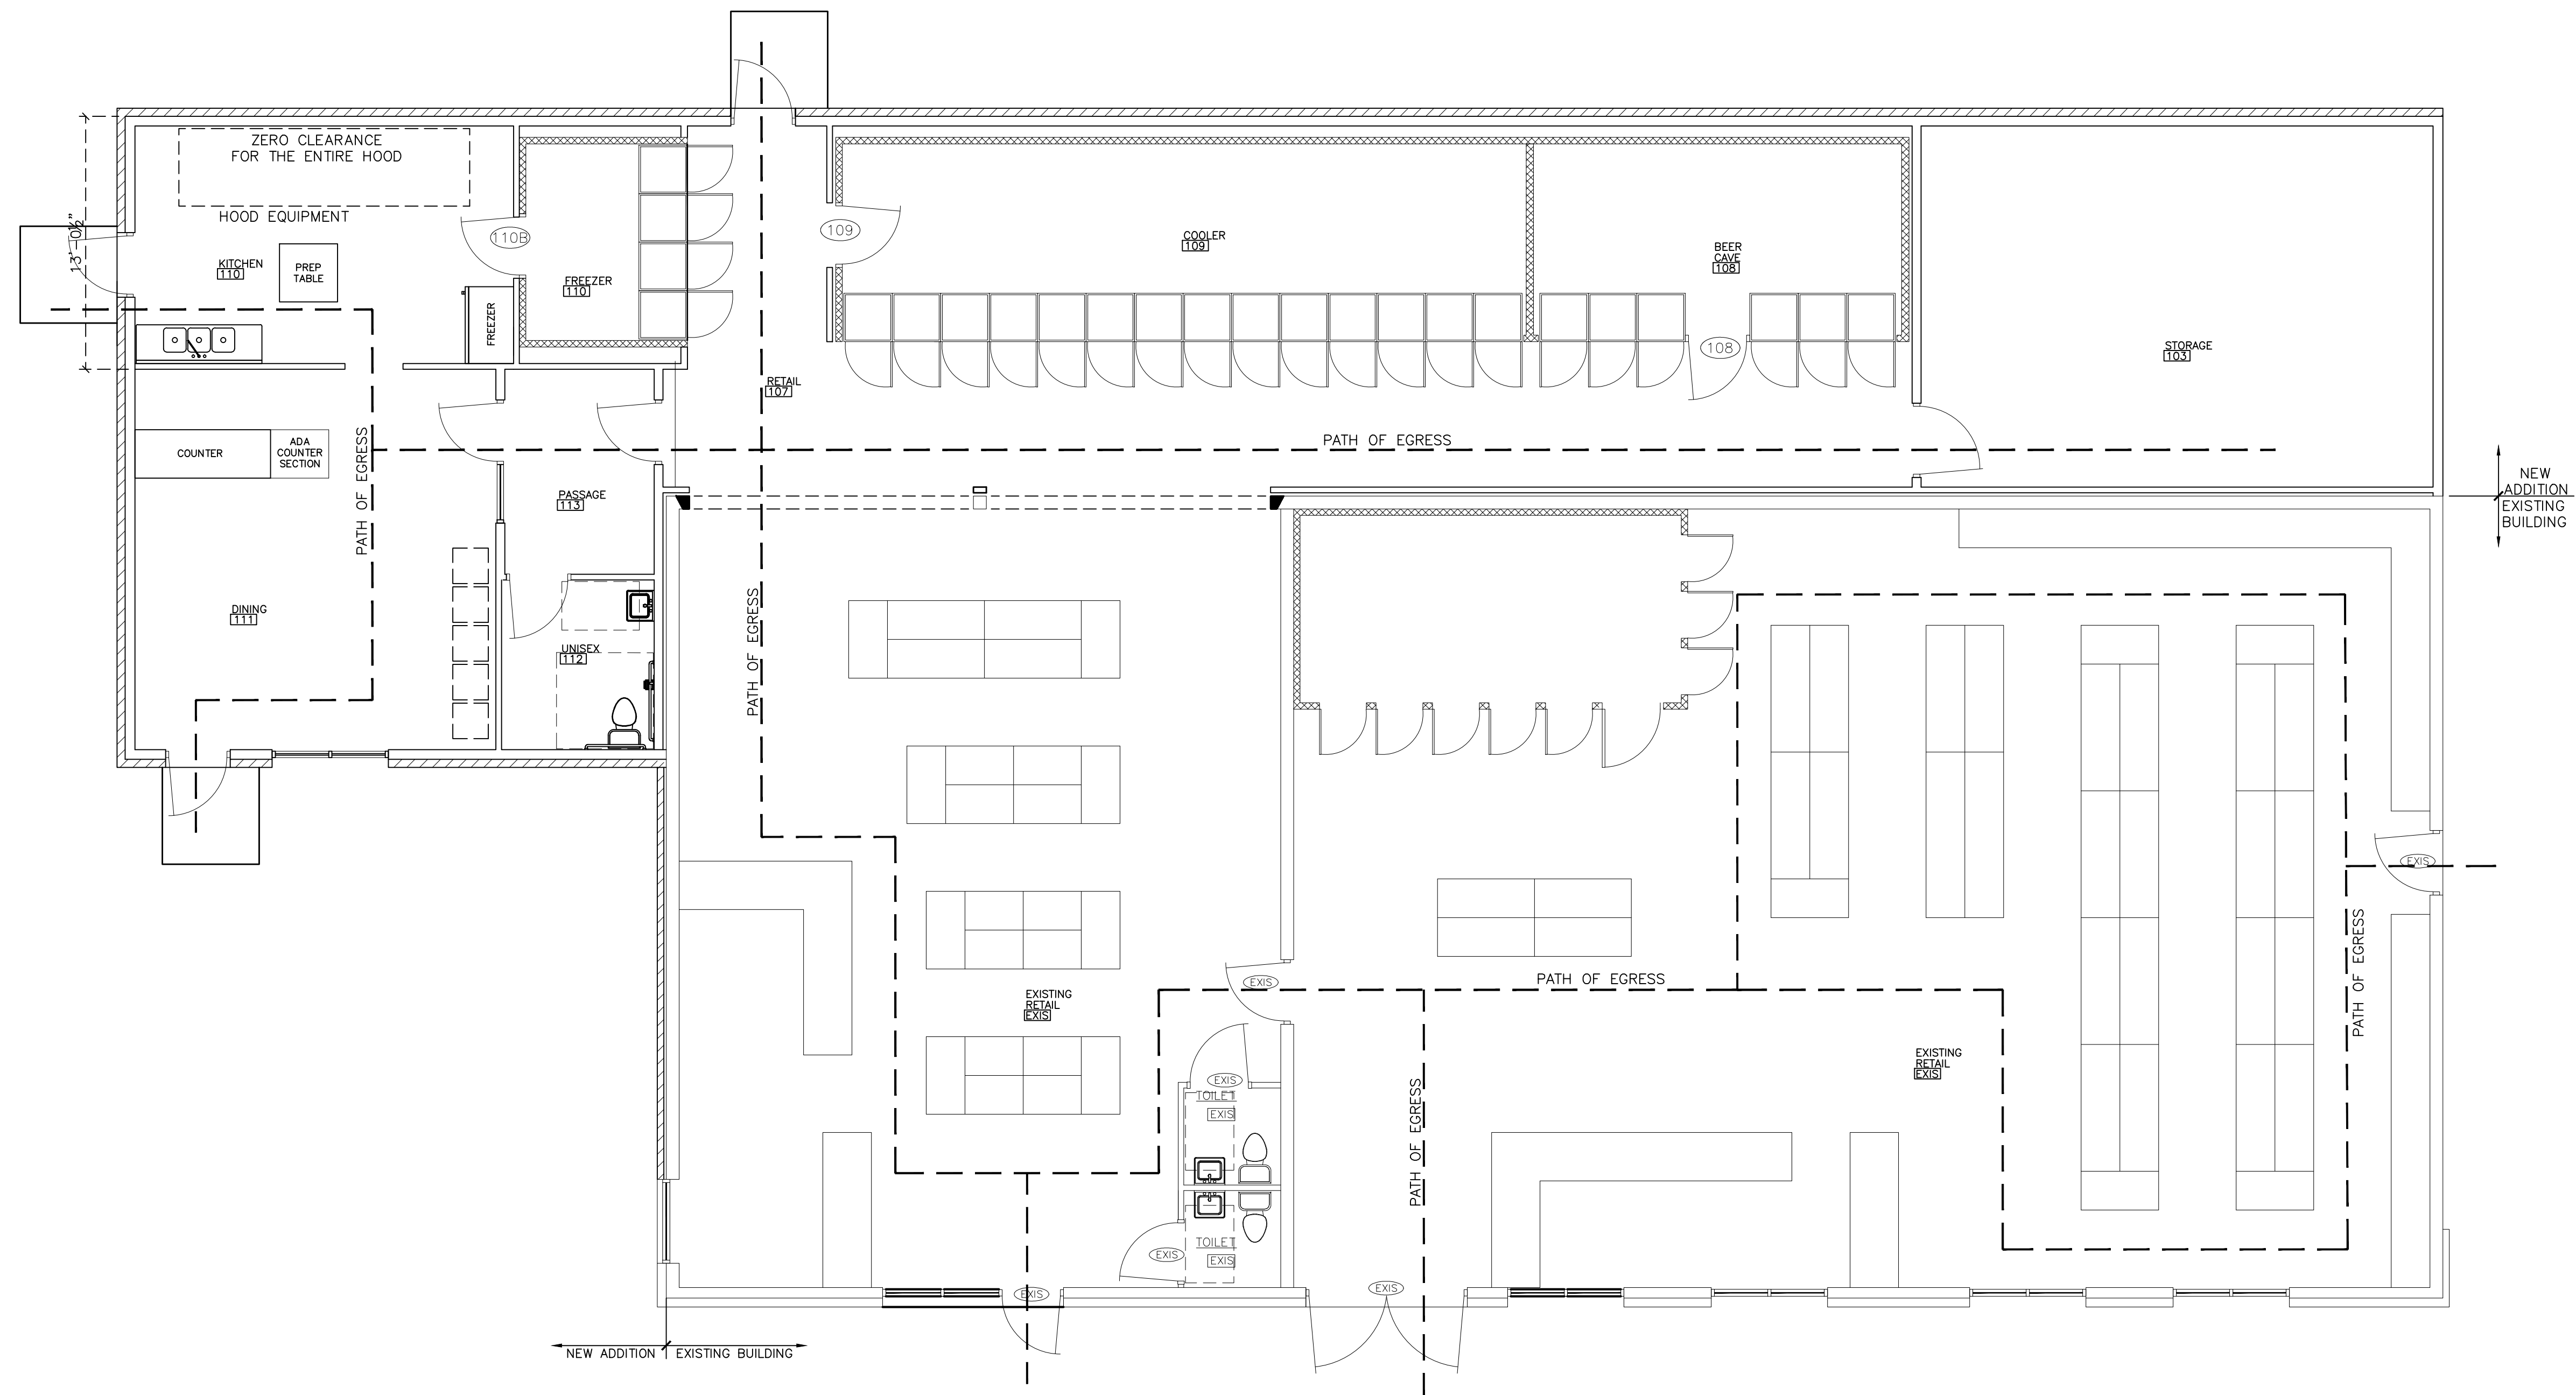 ZERO CLEARANCE
FOR THE ENTIRE HOOD
HOOD EQUIPMENT
13'-0½"
KITCHEN
110
PREP
TABLE
110B
FREEZER
110
FREEZER
109
COOLER
109
BEER
CAVE
108
108
STORAGE
103
RETAIL
107
PATH OF EGRESS
COUNTER
ADA
COUNTER
SECTION
PATH OF EGRESS
PASSAGE
113
NEW
ADDITION
EXISTING
BUILDING
DINING
111
UNISEX
112
PATH OF EGRESS
EXIS
PATH OF EGRESS
EXIS
PATH OF EGRESS
EXISTING
RETAIL
EXIS
EXISTING
RETAIL
EXIS
EXIS
TOILET
EXIS
PATH OF EGRESS
TOILET
EXIS
EXIS
EXIS
EXIS
NEW ADDITION
EXISTING BUILDING